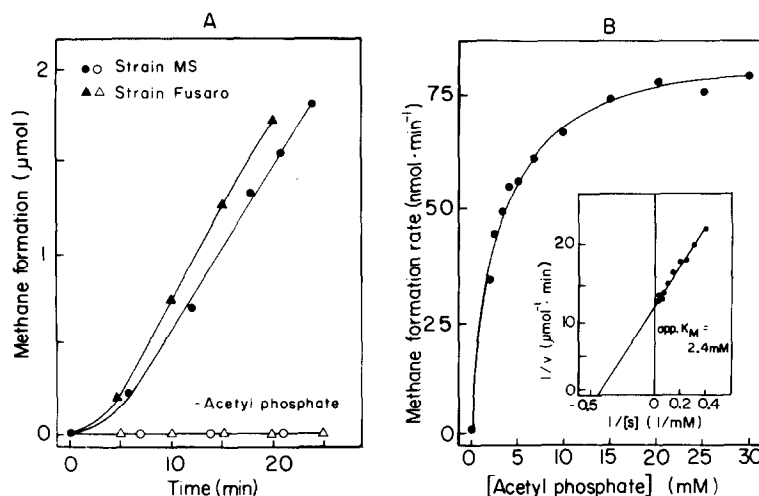 A
Methane formation (μmol)
2
1
0
● ○ Strain MS
▲ △ Strain Fusaro
-Acetyl phosphate
0 10 20
Time (min)
B
Methane formation rate (nmol·min⁻¹)
75
50
25
0
0 5 10 15 20 25 30
[Acetyl phosphate] (mM)
1/v (μmol⁻¹·min)
20
10
0
app. K_M =
2.4mM
-0.5 0 0.2 0.4
1/[s] (1/mM)